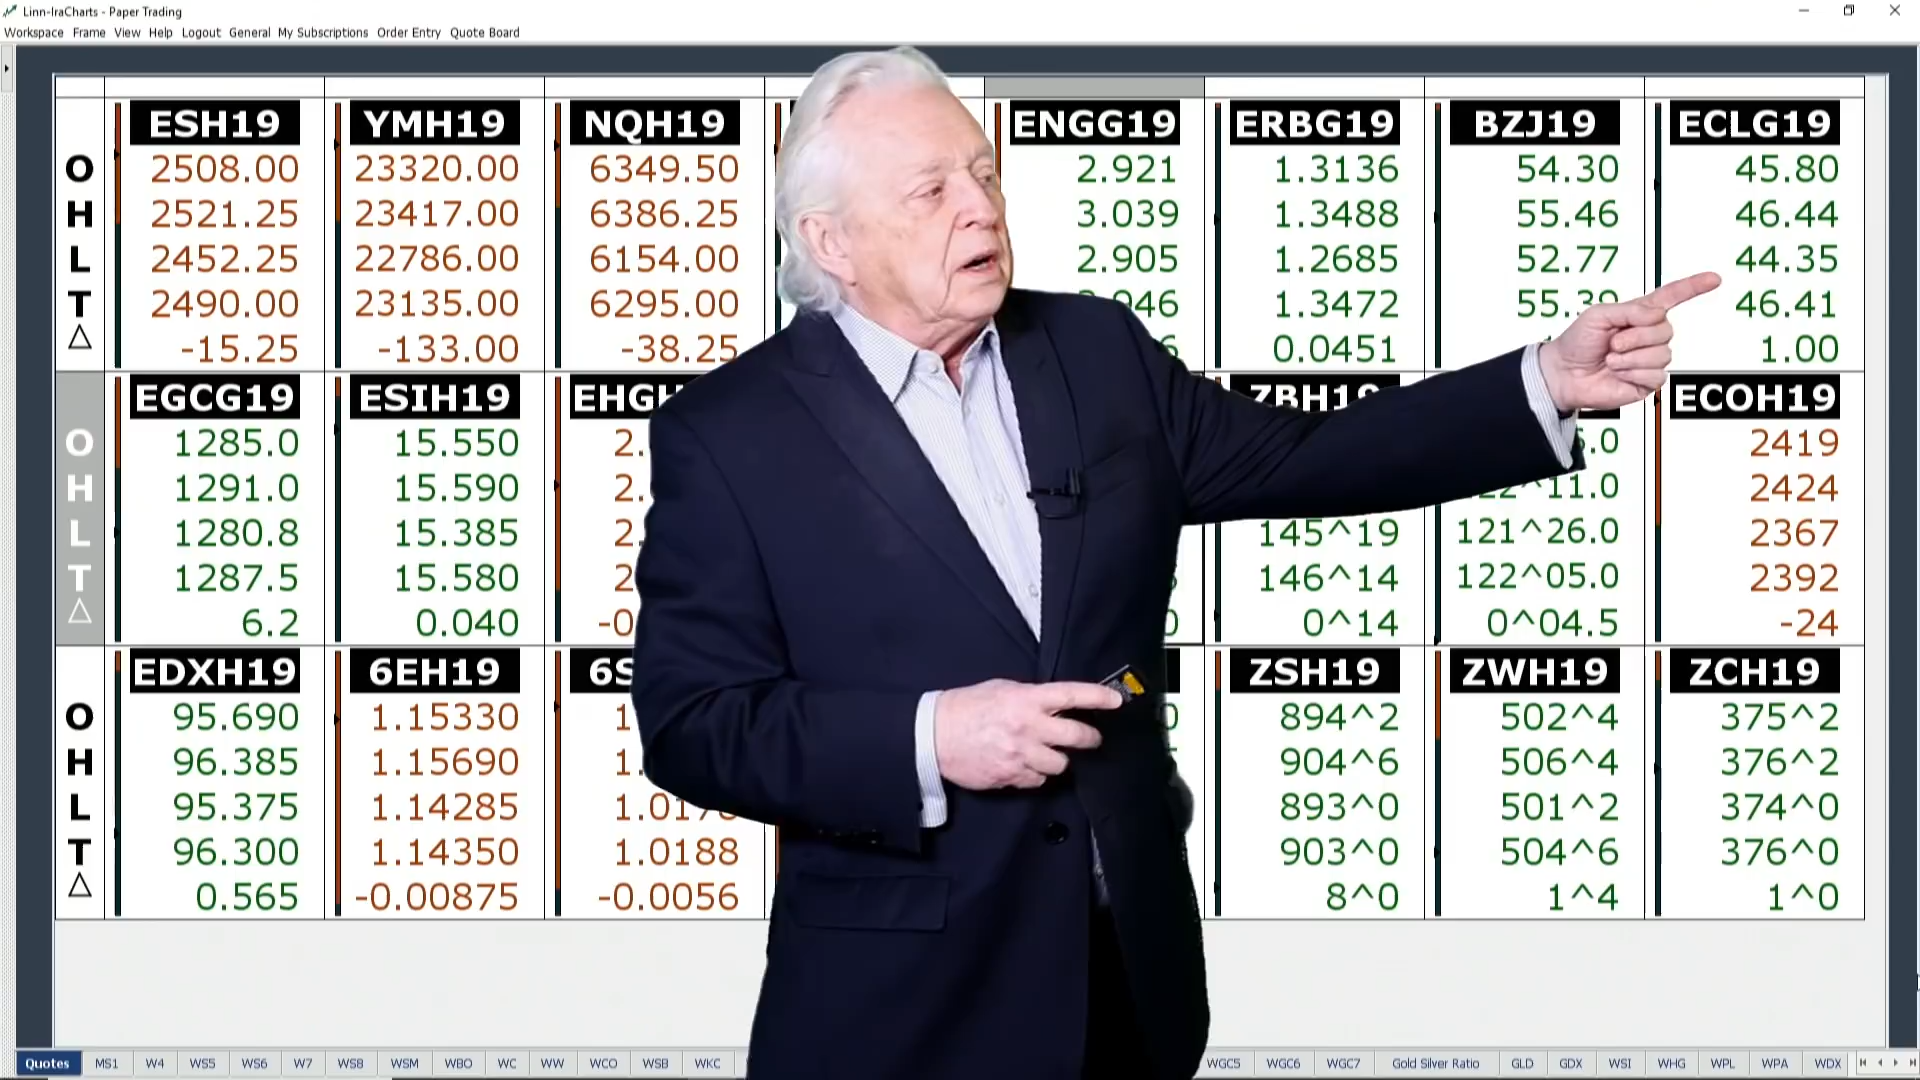 Linn-IraCharts - Paper Trading
Workspace Frame View Help Logout General My Subscriptions Order Entry Quote Board
ESH19 YMH19 NQH19 ENGG19 ERBG19 BZJ19 ECLG19
O 2508.00 23320.00 6349.50 2.921 1.3136 54.30 45.80
H 2521.25 23417.00 6386.25 3.039 1.3488 55.46 46.44
L 2452.25 22786.00 6154.00 2.905 1.2685 52.77 44.35
T 2490.00 23135.00 6295.00 1.3472 55.39 46.41
△ -15.25 -133.00 -38.25 0.0451 1.00
EGCG19 ESIH19 ZBH19 ECOH19
O 1285.0 15.550 2419
H 1291.0 15.590 2424
L 1280.8 15.385 145^19 121^26.0 2367
T 1287.5 15.580 146^14 122^05.0 2392
△ 6.2 0.040 0^14 0^04.5 -24
EDXH19 6EH19 ZSH19 ZWH19 ZCH19
O 95.690 1.15330 894^2 502^4 375^2
H 96.385 1.15690 904^6 506^4 376^2
L 95.375 1.14285 893^0 501^2 374^0
T 96.300 1.14350 1.0188 903^0 504^6 376^0
△ 0.565 -0.00875 -0.0056 8^0 1^4 1^0
Quotes MS1 W4 WS5 WS6 W7 WS8 WSM WBO WC WW WCO WSB WKC WGC5 WGC6 WGC7 Gold Silver Ratio GLD GDX WSI WHG WPL WPA WDX